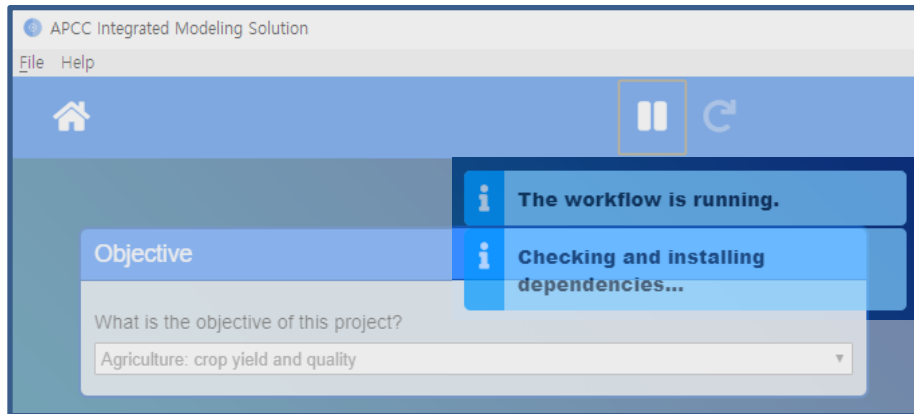 APCC Integrated Modeling Solution
File Help
The workflow is running.
Objective
Checking and installing
dependencies...
What is the objective of this project?
Agriculture: crop yield and quality